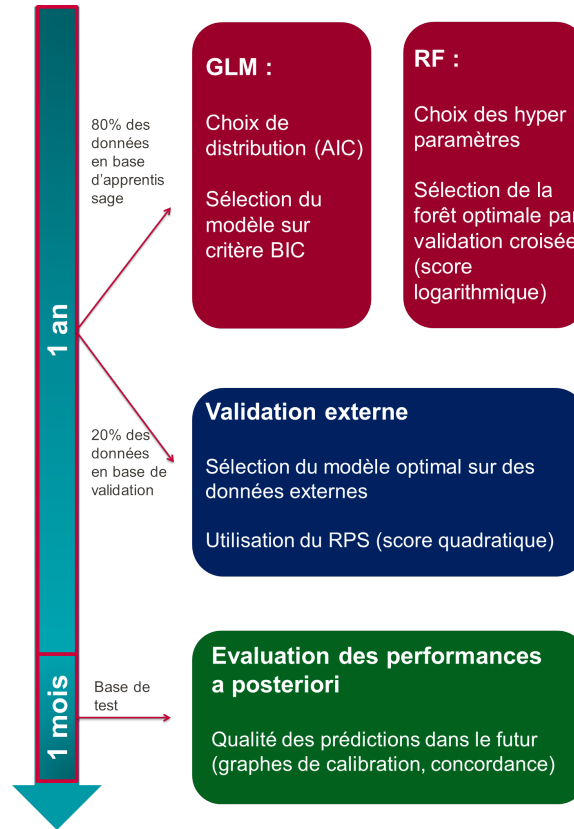 GLM :
Choix de
distribution (AIC)
Sélection du
modèle sur
critère BIC
RF :
Choix des hyper
paramètres
Sélection de la
forêt optimale par
validation croisée
(score
logarithmique)
80% des
données
en base
d'apprentis
sage
1 an
20% des
données
en base de
validation
Validation externe
Sélection du modèle optimal sur des
données externes
Utilisation du RPS (score quadratique)
1 mois
Base de
test
Evaluation des performances
a posteriori
Qualité des prédictions dans le futur
(graphes de calibration, concordance)